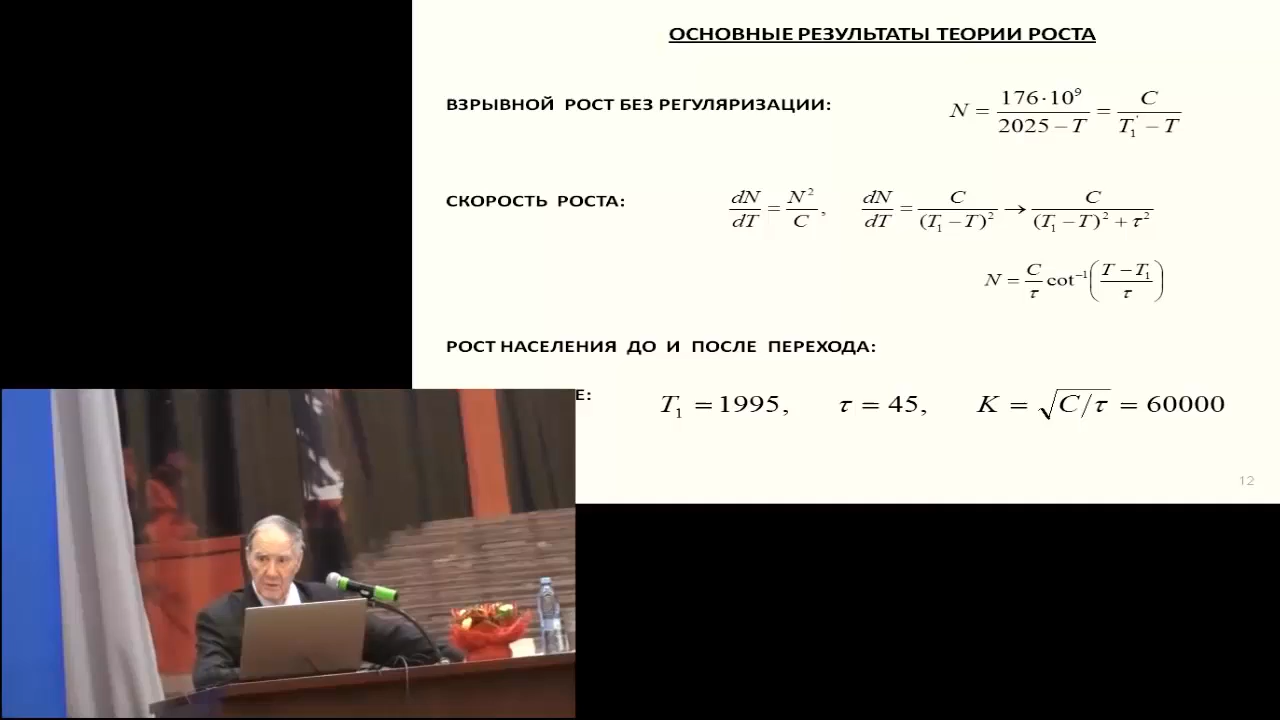 ОСНОВНЫЕ РЕЗУЛЬТАТЫ ТЕОРИИ РОСТА
ВЗРЫВНОЙ РОСТ БЕЗ РЕГУЛЯРИЗАЦИИ: N = 176·10⁹ / (2025 − T) = C / (T₁' − T)
СКОРОСТЬ РОСТА: dN/dT = N²/C, dN/dT = C / (T₁ − T)² → C / ((T₁ − T)² + τ²)
N = C/τ cot⁻¹((T − T₁)/τ)
РОСТ НАСЕЛЕНИЯ ДО И ПОСЛЕ ПЕРЕХОДА:
Е: T₁ = 1995, τ = 45, K = √(C/τ) = 60000
12